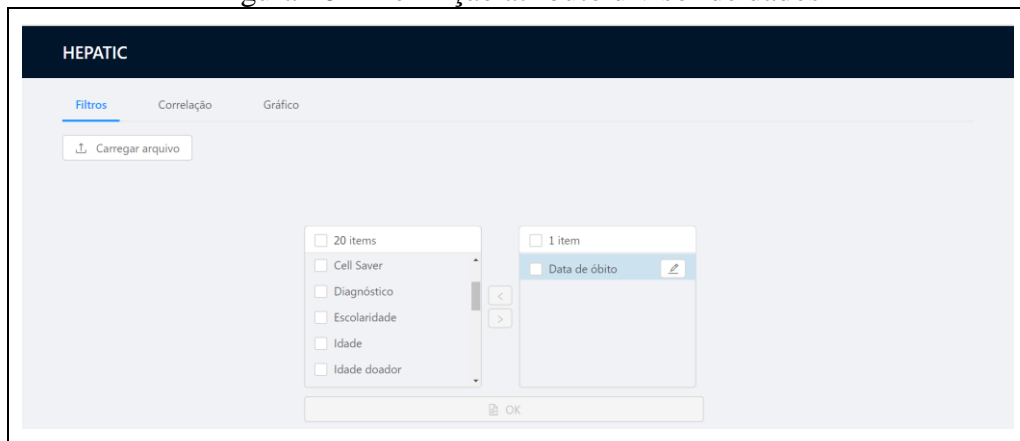 HEPATIC
Filtros Correlação Gráfico
Carregar arquivo
20 items
Cell Saver
Diagnóstico
Escolaridade
Idade
Idade doador
<
>
1 item
Data de óbito
OK